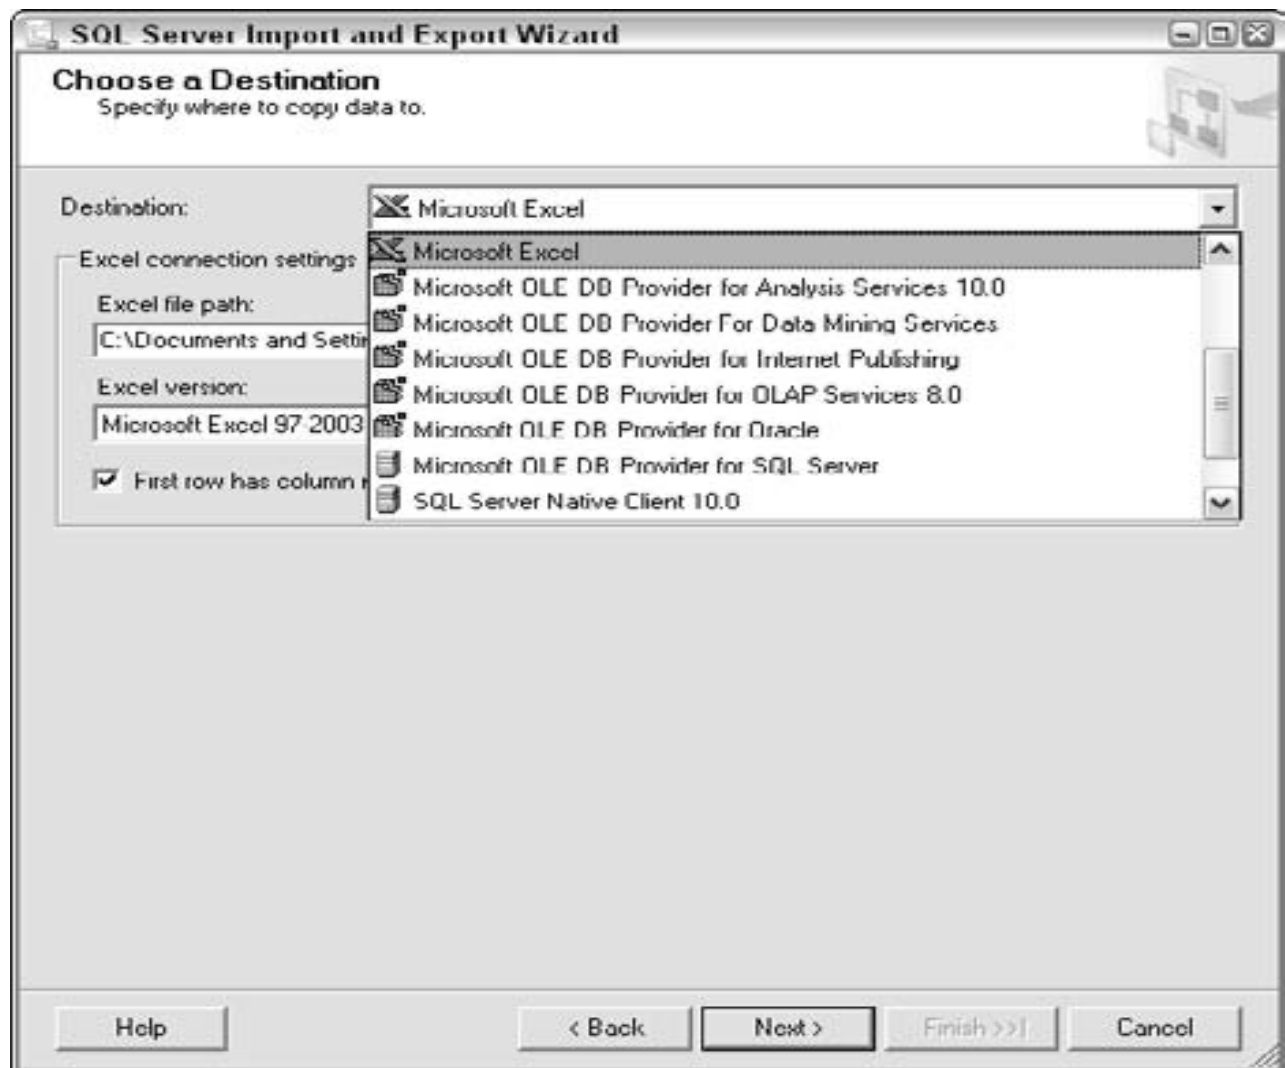 SQL Server Import and Export Wizard
Choose a Destination
Specify where to copy data to.
Destination:
Microsoft Excel
Microsoft Excel
Microsoft OLE DB Provider for Analysis Services 10.0
Microsoft OLE DB Provider For Data Mining Services
Microsoft OLE DB Provider for Internet Publishing
Microsoft OLE DB Provider for OLAP Services 8.0
Microsoft OLE DB Provider for Oracle
Microsoft OLE DB Provider for SQL Server
SQL Server Native Client 10.0
Excel connection settings
Excel file path:
C:\Documents and Settin
Excel version:
Microsoft Excel 97-2003
First row has column n
Help
< Back
Next >
Finish >>|
Cancel